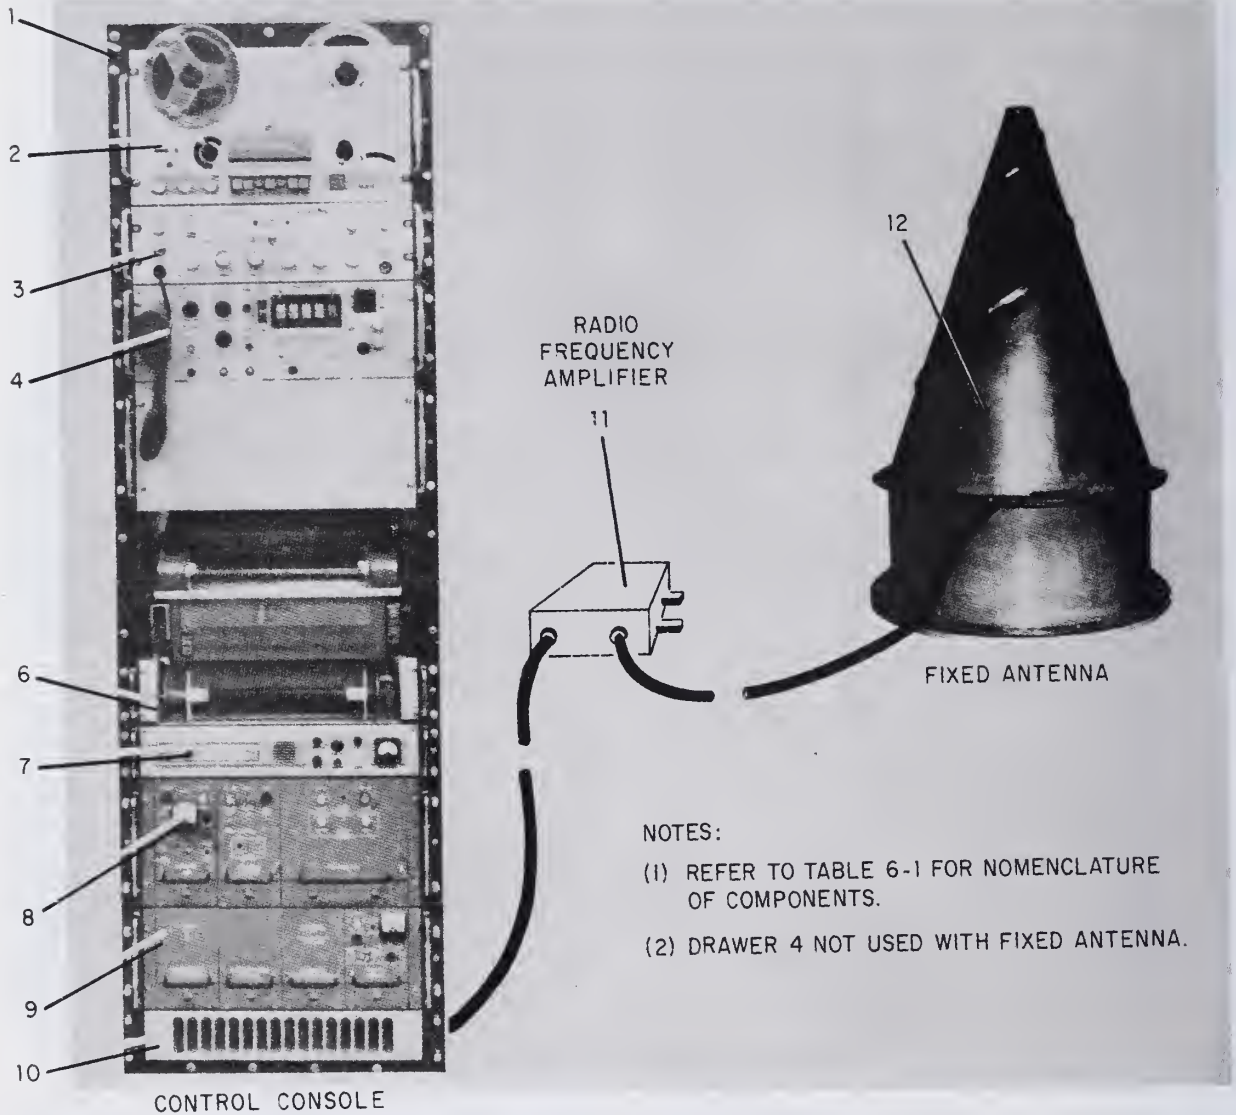 1
2
3
4
6
7
8
9
10
CONTROL CONSOLE
RADIO
FREQUENCY
AMPLIFIER
11
12
FIXED ANTENNA
NOTES:
(1) REFER TO TABLE 6-1 FOR NOMENCLATURE
OF COMPONENTS.
(2) DRAWER 4 NOT USED WITH FIXED ANTENNA.